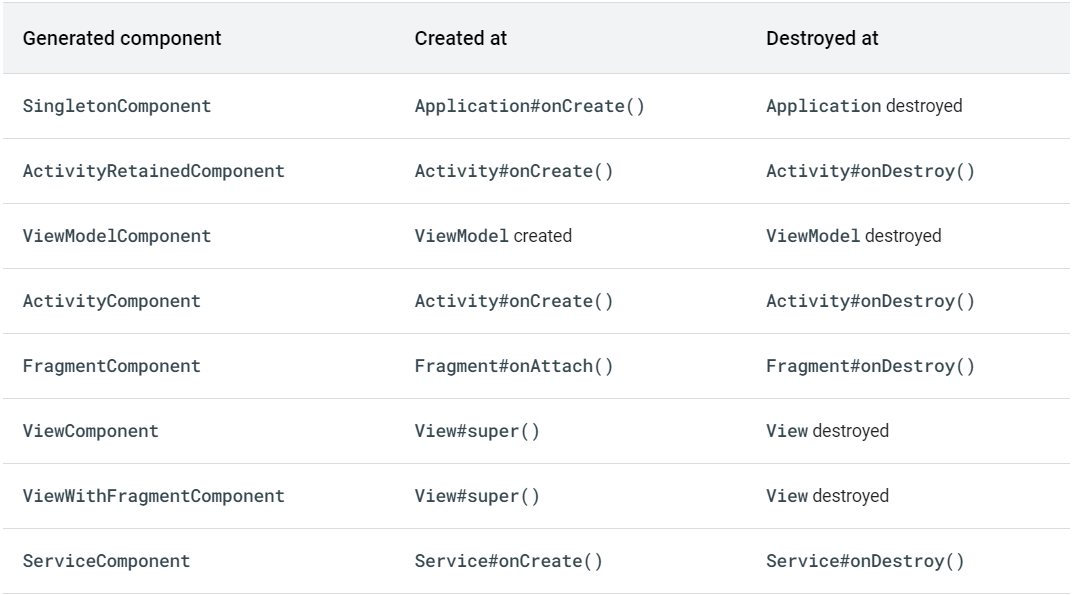 Generated component Created at Destroyed at
SingletonComponent Application#onCreate() Application destroyed
ActivityRetainedComponent Activity#onCreate() Activity#onDestroy()
ViewModelComponent ViewModel created ViewModel destroyed
ActivityComponent Activity#onCreate() Activity#onDestroy()
FragmentComponent Fragment#onAttach() Fragment#onDestroy()
ViewComponent View#super() View destroyed
ViewWithFragmentComponent View#super() View destroyed
ServiceComponent Service#onCreate() Service#onDestroy()